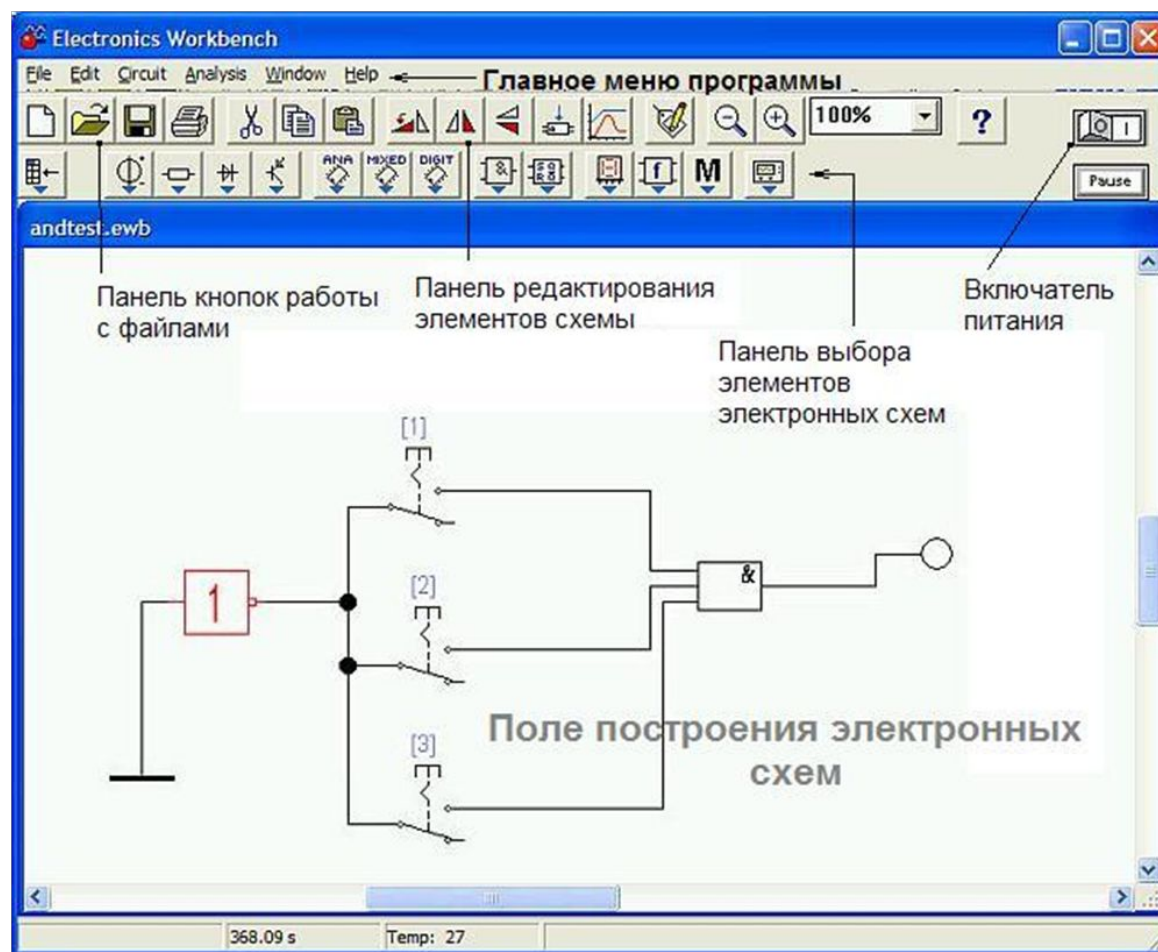 Electronics Workbench
File Edit Circuit Analysis Window Help
Главное меню программы
100%
?
ANA MIXED DIGIT
&
f
M
Pause
andtest.ewb
Панель кнопок работы
с файлами
Панель редактирования
элементов схемы
Включатель
питания
Панель выбора
элементов
электронных схем
[1]
&
[2]
1
Поле построения электронных
схем
[3]
368.09 s
Temp: 27